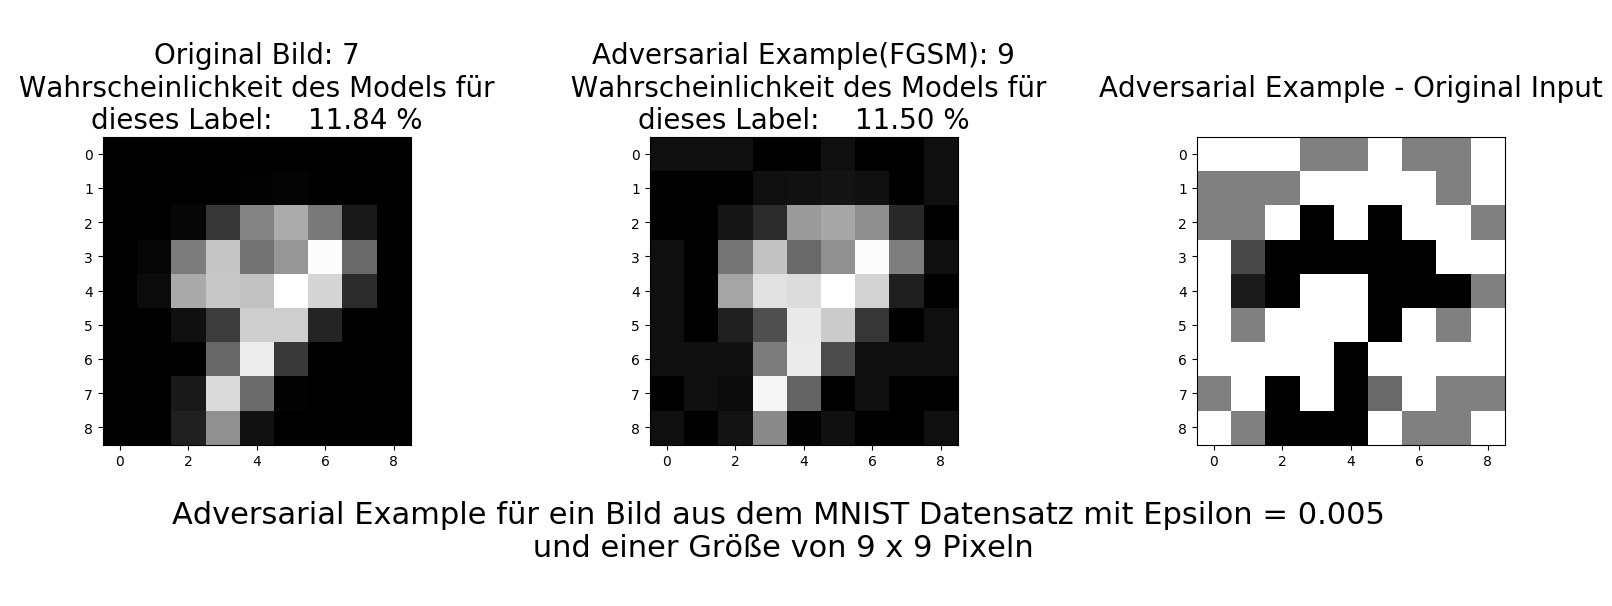 Original Bild: 7
Wahrscheinlichkeit des Models für
dieses Label: 11.84 %
Adversarial Example(FGSM): 9
Wahrscheinlichkeit des Models für
dieses Label: 11.50 %
Adversarial Example - Original Input
0
1
2
3
4
5
6
7
8
0 2 4 6 8
0
1
2
3
4
5
6
7
8
0 2 4 6 8
0
1
2
3
4
5
6
7
8
0 2 4 6 8
Adversarial Example für ein Bild aus dem MNIST Datensatz mit Epsilon = 0.005
und einer Größe von 9 x 9 Pixeln